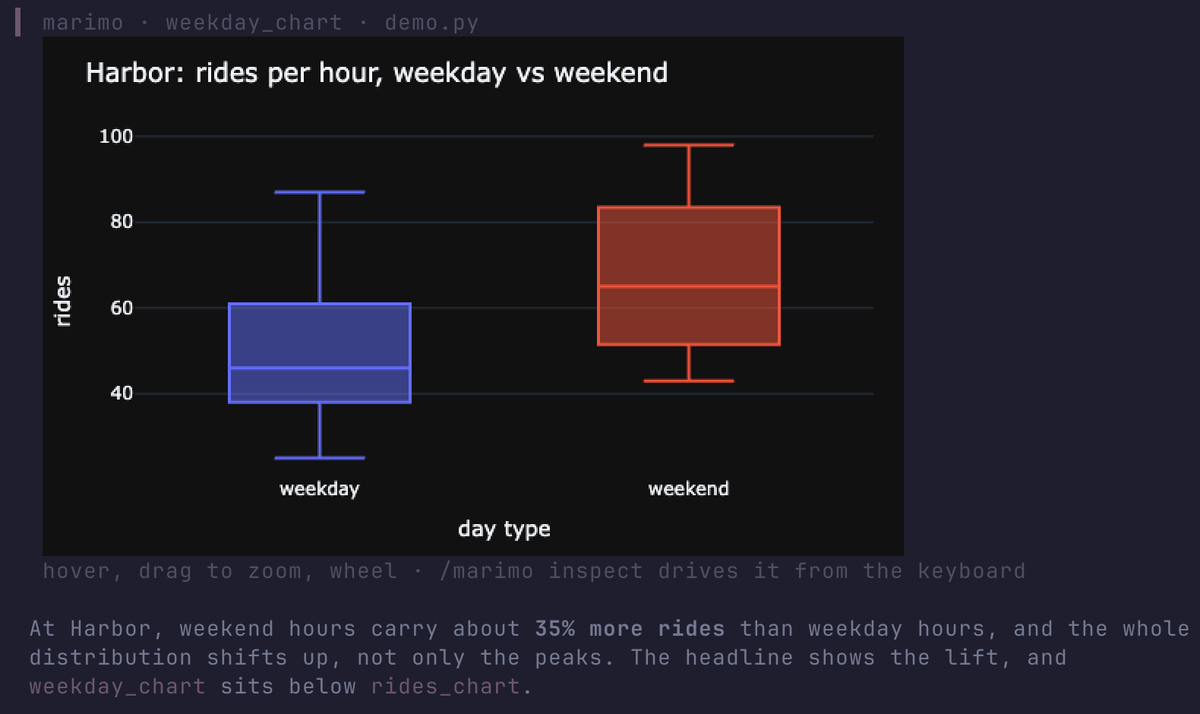 marimo · weekday_chart · demo.py
Harbor: rides per hour, weekday vs weekend
100
80
60
40
rides
weekday weekend
day type
hover, drag to zoom, wheel · /marimo inspect drives it from the keyboard
At Harbor, weekend hours carry about 35% more rides than weekday hours, and the whole
distribution shifts up, not only the peaks. The headline shows the lift, and
weekday_chart sits below rides_chart.